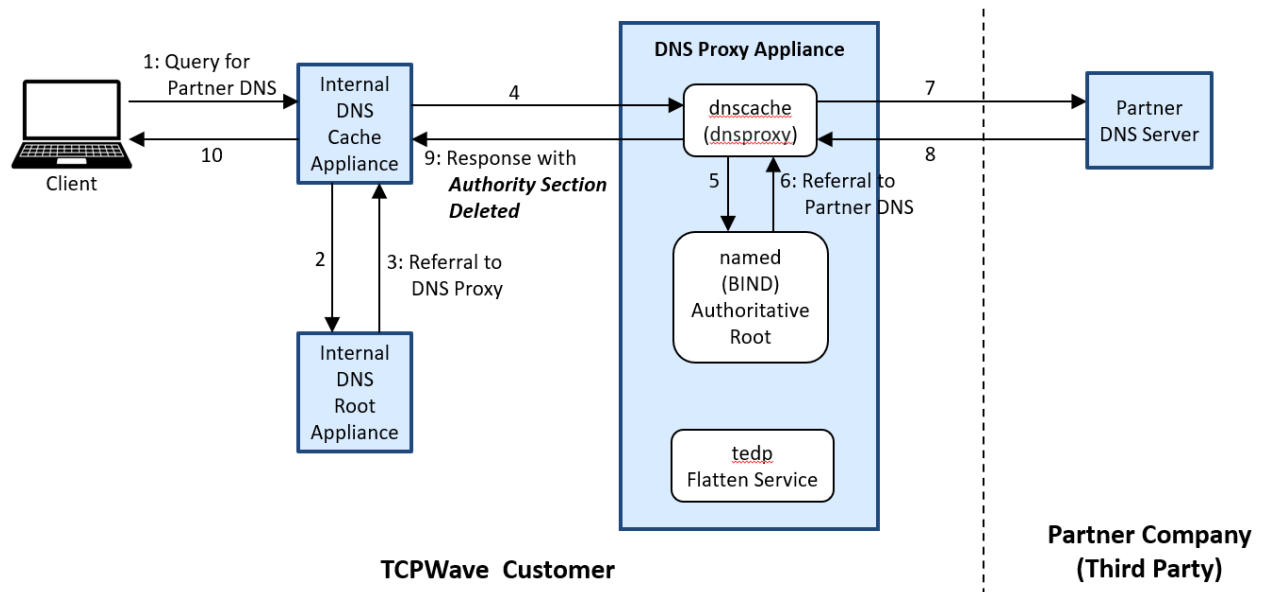 1: Query for
Partner DNS
Client
10
Internal
DNS
Cache
Appliance
2
3: Referral to
DNS Proxy
Internal
DNS
Root
Appliance
4
9: Response with
Authority Section
Deleted
DNS Proxy Appliance
dnscache
(dnsproxy)
5
6: Referral to
Partner DNS
named
(BIND)
Authoritative
Root
tedp
Flatten Service
7
8
Partner
DNS Server
TCPWave Customer
Partner Company
(Third Party)